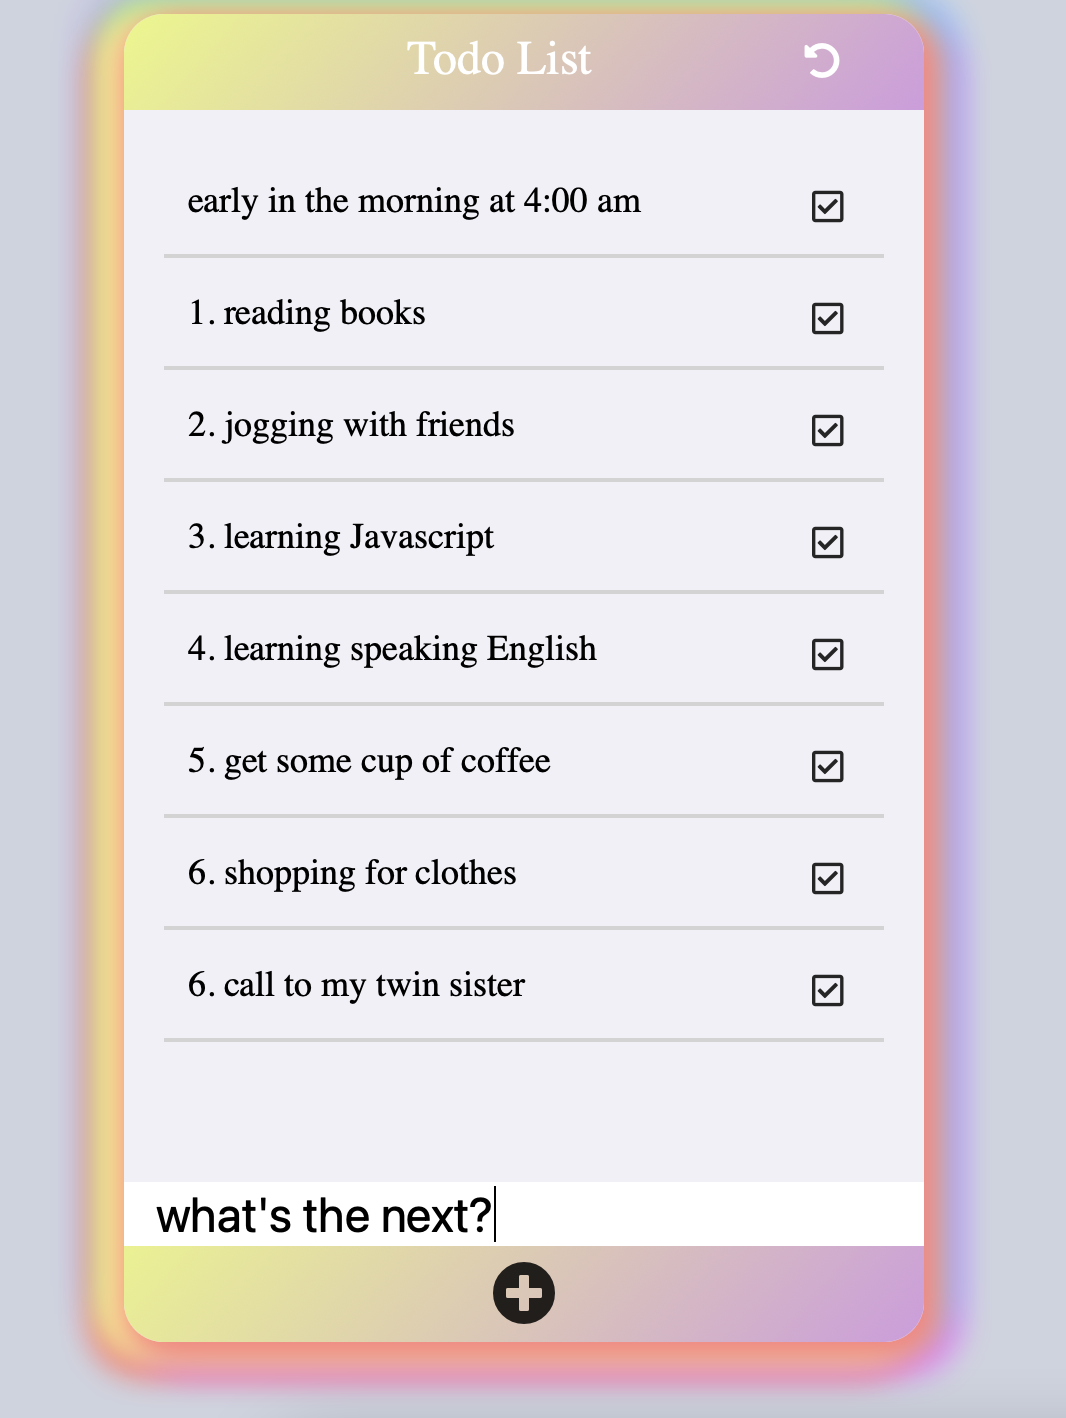 Todo List
early in the morning at 4:00 am
1. reading books
2. jogging with friends
3. learning Javascript
4. learning speaking English
5. get some cup of coffee
6. shopping for clothes
6. call to my twin sister
what's the next?